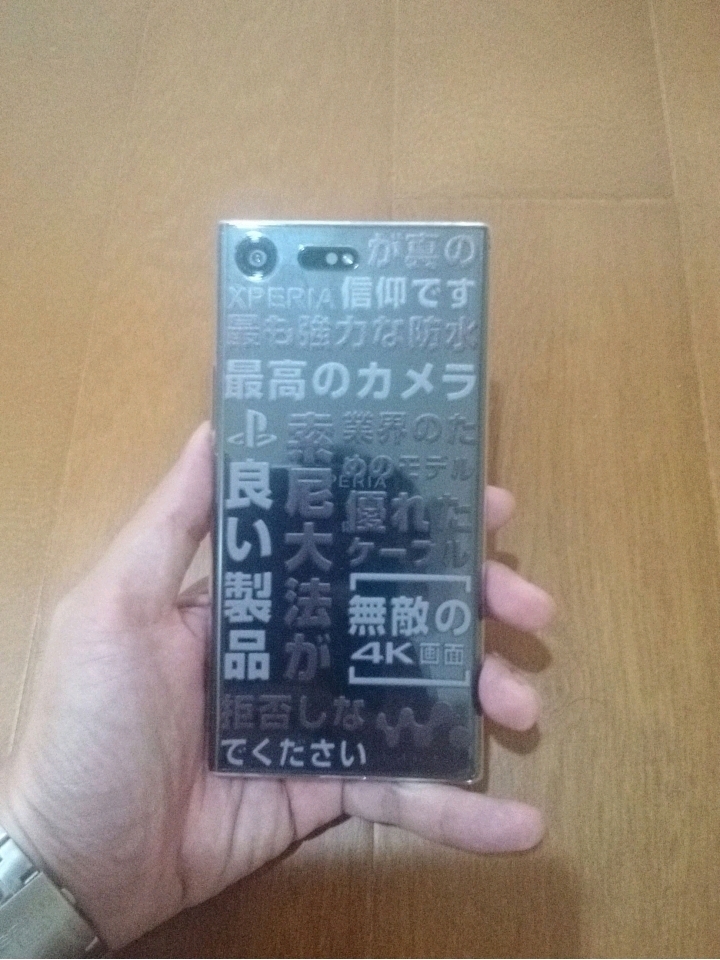 が真の
XPERIA 信仰です
最も強力な防水
最高のカメラ
良い製品
索尼大法が
業界のた
めのモデル
XPERIA
優れた
ケーブル
無敵の
4K画面
拒否しな
でください